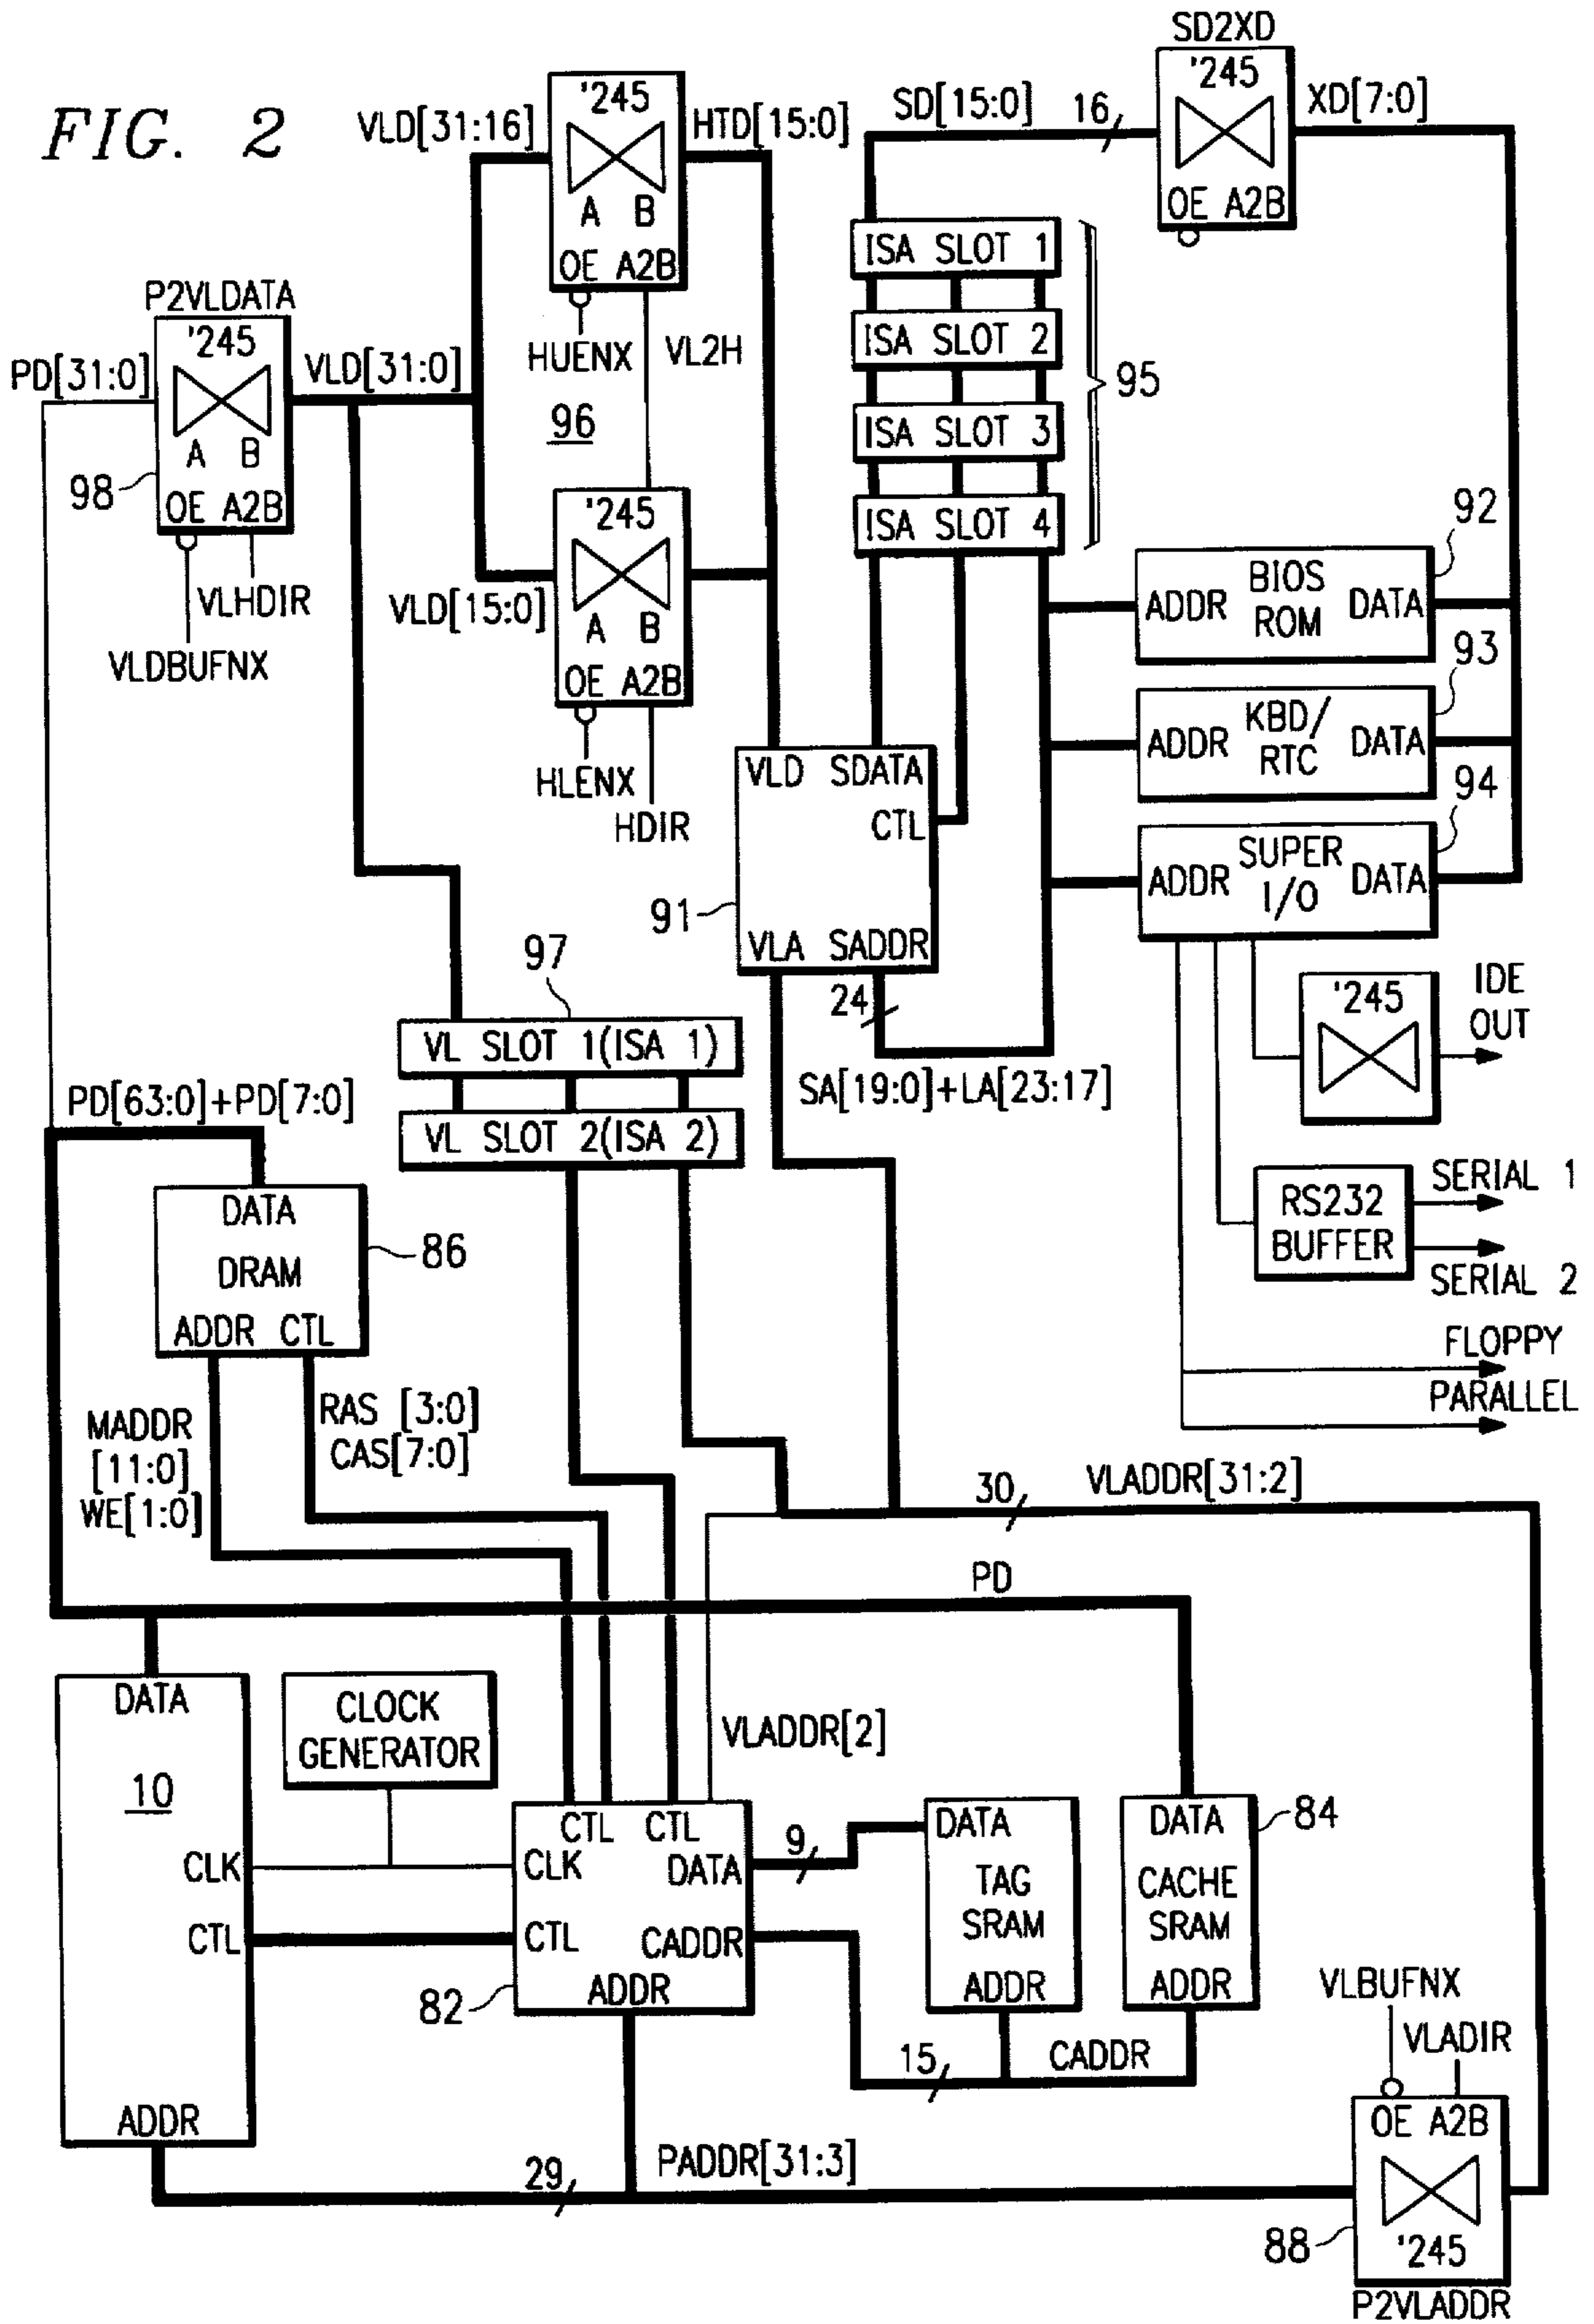 FIG. 2
SD2XD
'245
OE A2B
SD[15:0]
16
XD[7:0]
VLD[31:16]
'245
A B
OE A2B
HTD[15:0]
HUENX
VL2H
96
P2VLDATA
'245
A B
OE A2B
PD[31:0]
VLD[31:0]
98
VLHDIR
VLDBUFNX
VLD[15:0]
'245
A B
OE A2B
HLENX
HDIR
ISA SLOT 1
ISA SLOT 2
ISA SLOT 3
ISA SLOT 4
95
92
ADDR BIOS ROM DATA
93
ADDR KBD/ RTC DATA
94
ADDR SUPER I/O DATA
VLD SDATA
CTL
91
VLA SADDR
24
SA[19:0]+LA[23:17]
97
VL SLOT 1(ISA 1)
VL SLOT 2(ISA 2)
'245
IDE
OUT
RS232
BUFFER
SERIAL 1
SERIAL 2
FLOPPY
PARALLEL
PD[63:0]+PD[7:0]
DATA
DRAM
ADDR CTL
86
MADDR
[11:0]
WE[1:0]
RAS [3:0]
CAS[7:0]
30
VLADDR[31:2]
PD
DATA
10
CLK
CTL
ADDR
CLOCK
GENERATOR
VLADDR[2]
CTL CTL
CLK
DATA
CTL
CADDR
ADDR
82
9
DATA
TAG
SRAM
ADDR
DATA
CACHE
SRAM
ADDR
84
15
CADDR
VLBUFNX
VLADIR
OE A2B
'245
88
P2VLADDR
29
PADDR[31:3]